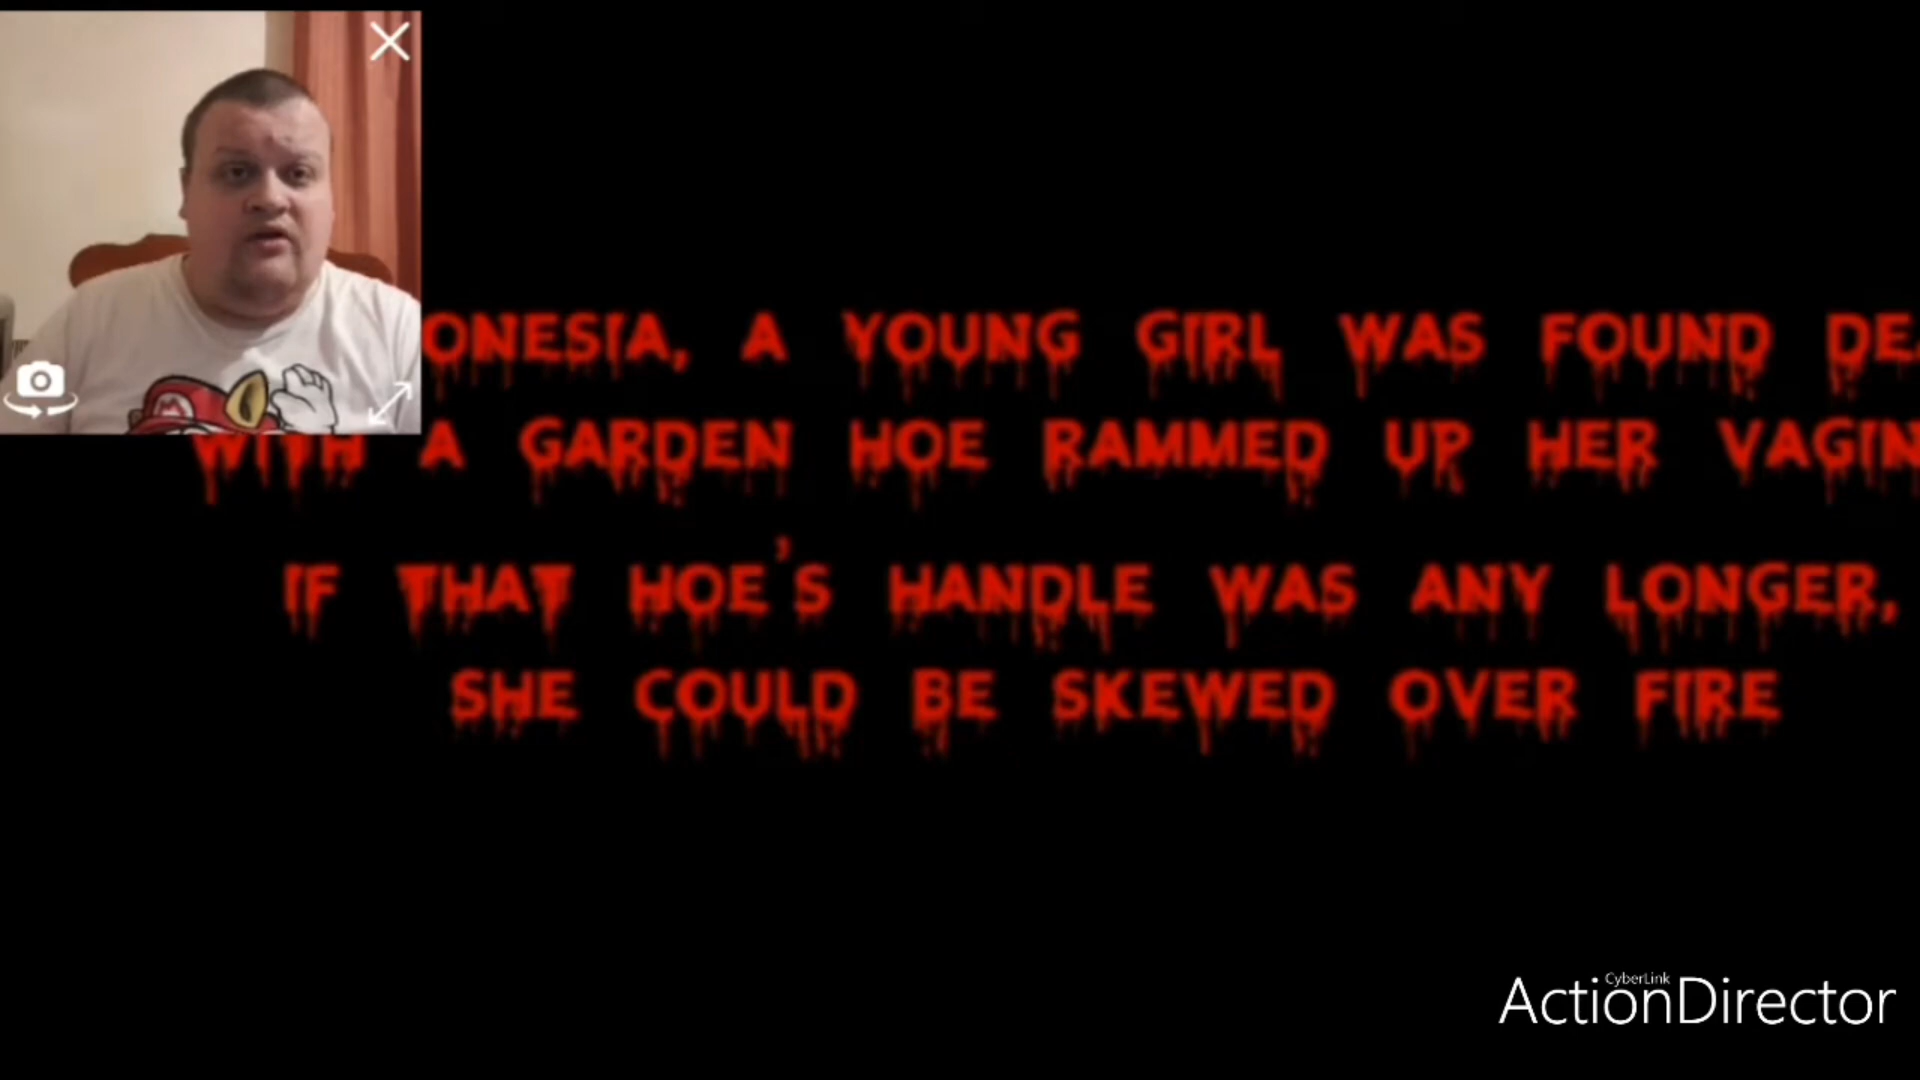 ONESIA, A YOUNG GIRL WAS FOUND DE
WITH A GARDEN HOE RAMMED UP HER VAGIN
IF THAT HOE'S HANDLE WAS ANY LONGER,
SHE COULD BE SKEWED OVER FIRE
CyberLink
ActionDirector